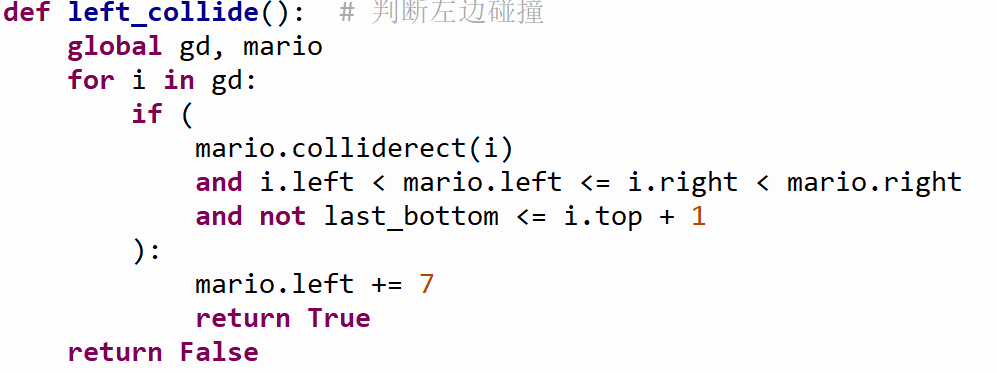 def left_collide():  # 判断左边碰撞
    global gd, mario
    for i in gd:
        if (
            mario.colliderect(i)
            and i.left < mario.left <= i.right < mario.right
            and not last_bottom <= i.top + 1
        ):
            mario.left += 7
            return True
    return False